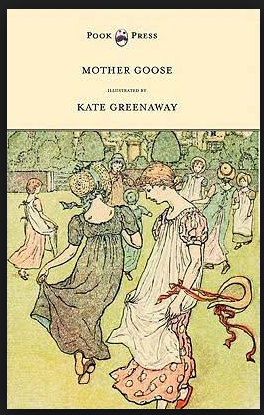 Pook Press
MOTHER GOOSE
ILLUSTRATED BY
KATE GREENAWAY